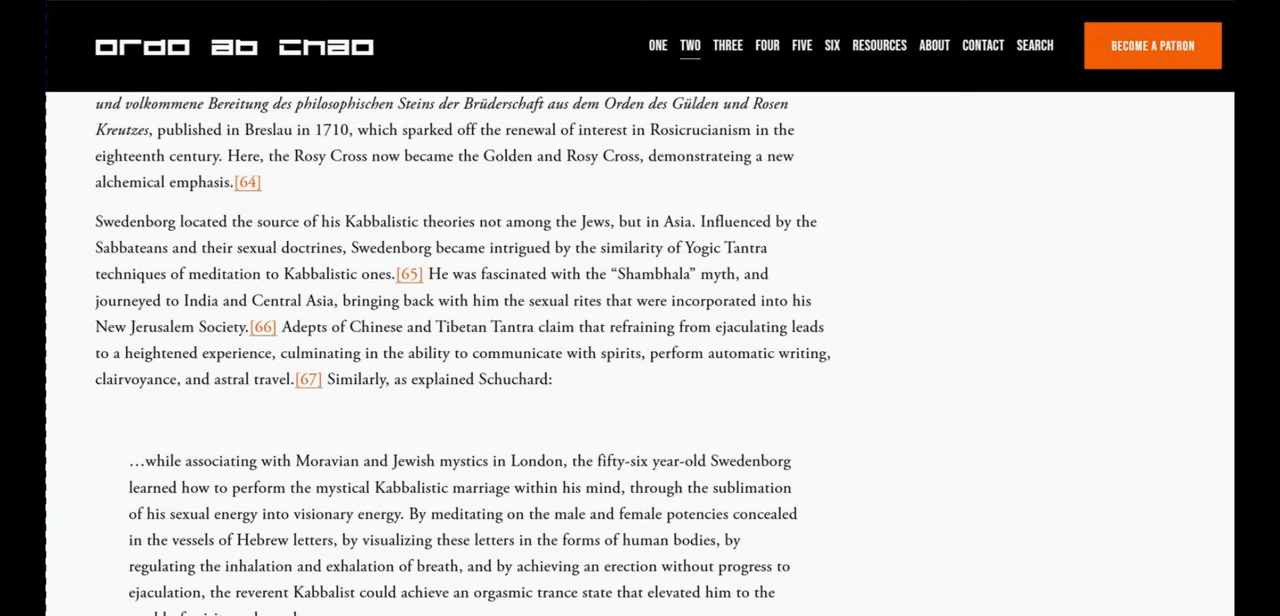 ordo ab chao
ONE TWO THREE FOUR FIVE SIX RESOURCES ABOUT CONTACT SEARCH
BECOME A PATRON
und volkommene Bereitung des philosophischen Steins der Brüderschaft aus dem Orden des Gülden und Rosen
Kreutzes, published in Breslau in 1710, which sparked off the renewal of interest in Rosicrucianism in the
eighteenth century. Here, the Rosy Cross now became the Golden and Rosy Cross, demonstrateing a new
alchemical emphasis.[64]
Swedenborg located the source of his Kabbalistic theories not among the Jews, but in Asia. Influenced by the
Sabbateans and their sexual doctrines, Swedenborg became intrigued by the similarity of Yogic Tantra
techniques of meditation to Kabbalistic ones.[65] He was fascinated with the “Shambhala” myth, and
journeyed to India and Central Asia, bringing back with him the sexual rites that were incorporated into his
New Jerusalem Society.[66] Adepts of Chinese and Tibetan Tantra claim that refraining from ejaculating leads
to a heightened experience, culminating in the ability to communicate with spirits, perform automatic writing,
clairvoyance, and astral travel.[67] Similarly, as explained Schuchard:
…while associating with Moravian and Jewish mystics in London, the fifty-six year-old Swedenborg
learned how to perform the mystical Kabbalistic marriage within his mind, through the sublimation
of his sexual energy into visionary energy. By meditating on the male and female potencies concealed
in the vessels of Hebrew letters, by visualizing these letters in the forms of human bodies, by
regulating the inhalation and exhalation of breath, and by achieving an erection without progress to
ejaculation, the reverent Kabbalist could achieve an orgasmic trance state that elevated him to the